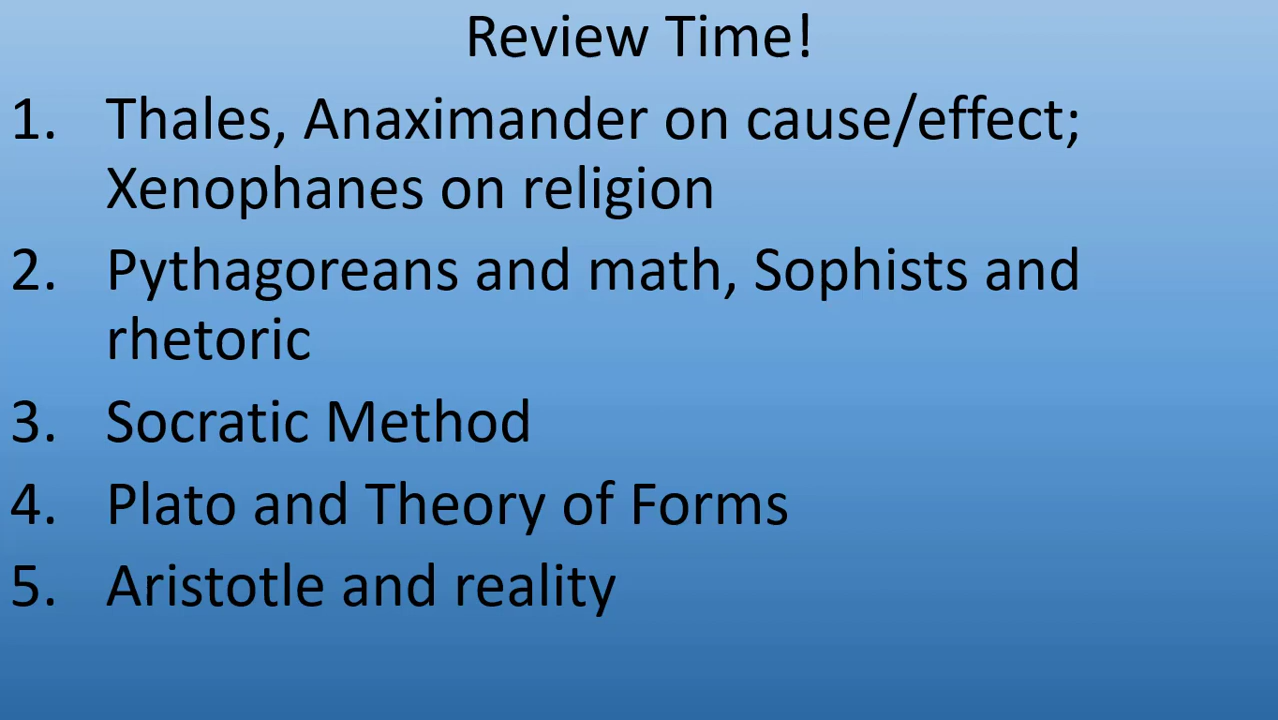 Review Time!
1. Thales, Anaximander on cause/effect;
Xenophanes on religion
2. Pythagoreans and math, Sophists and
rhetoric
3. Socratic Method
4. Plato and Theory of Forms
5. Aristotle and reality